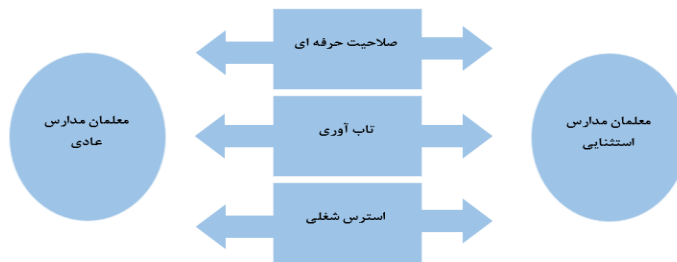 صلاحیت حرفه ای
معلمان مدارس
استثنایی
تاب آوری
معلمان مدارس
عادی
استرس شغلی